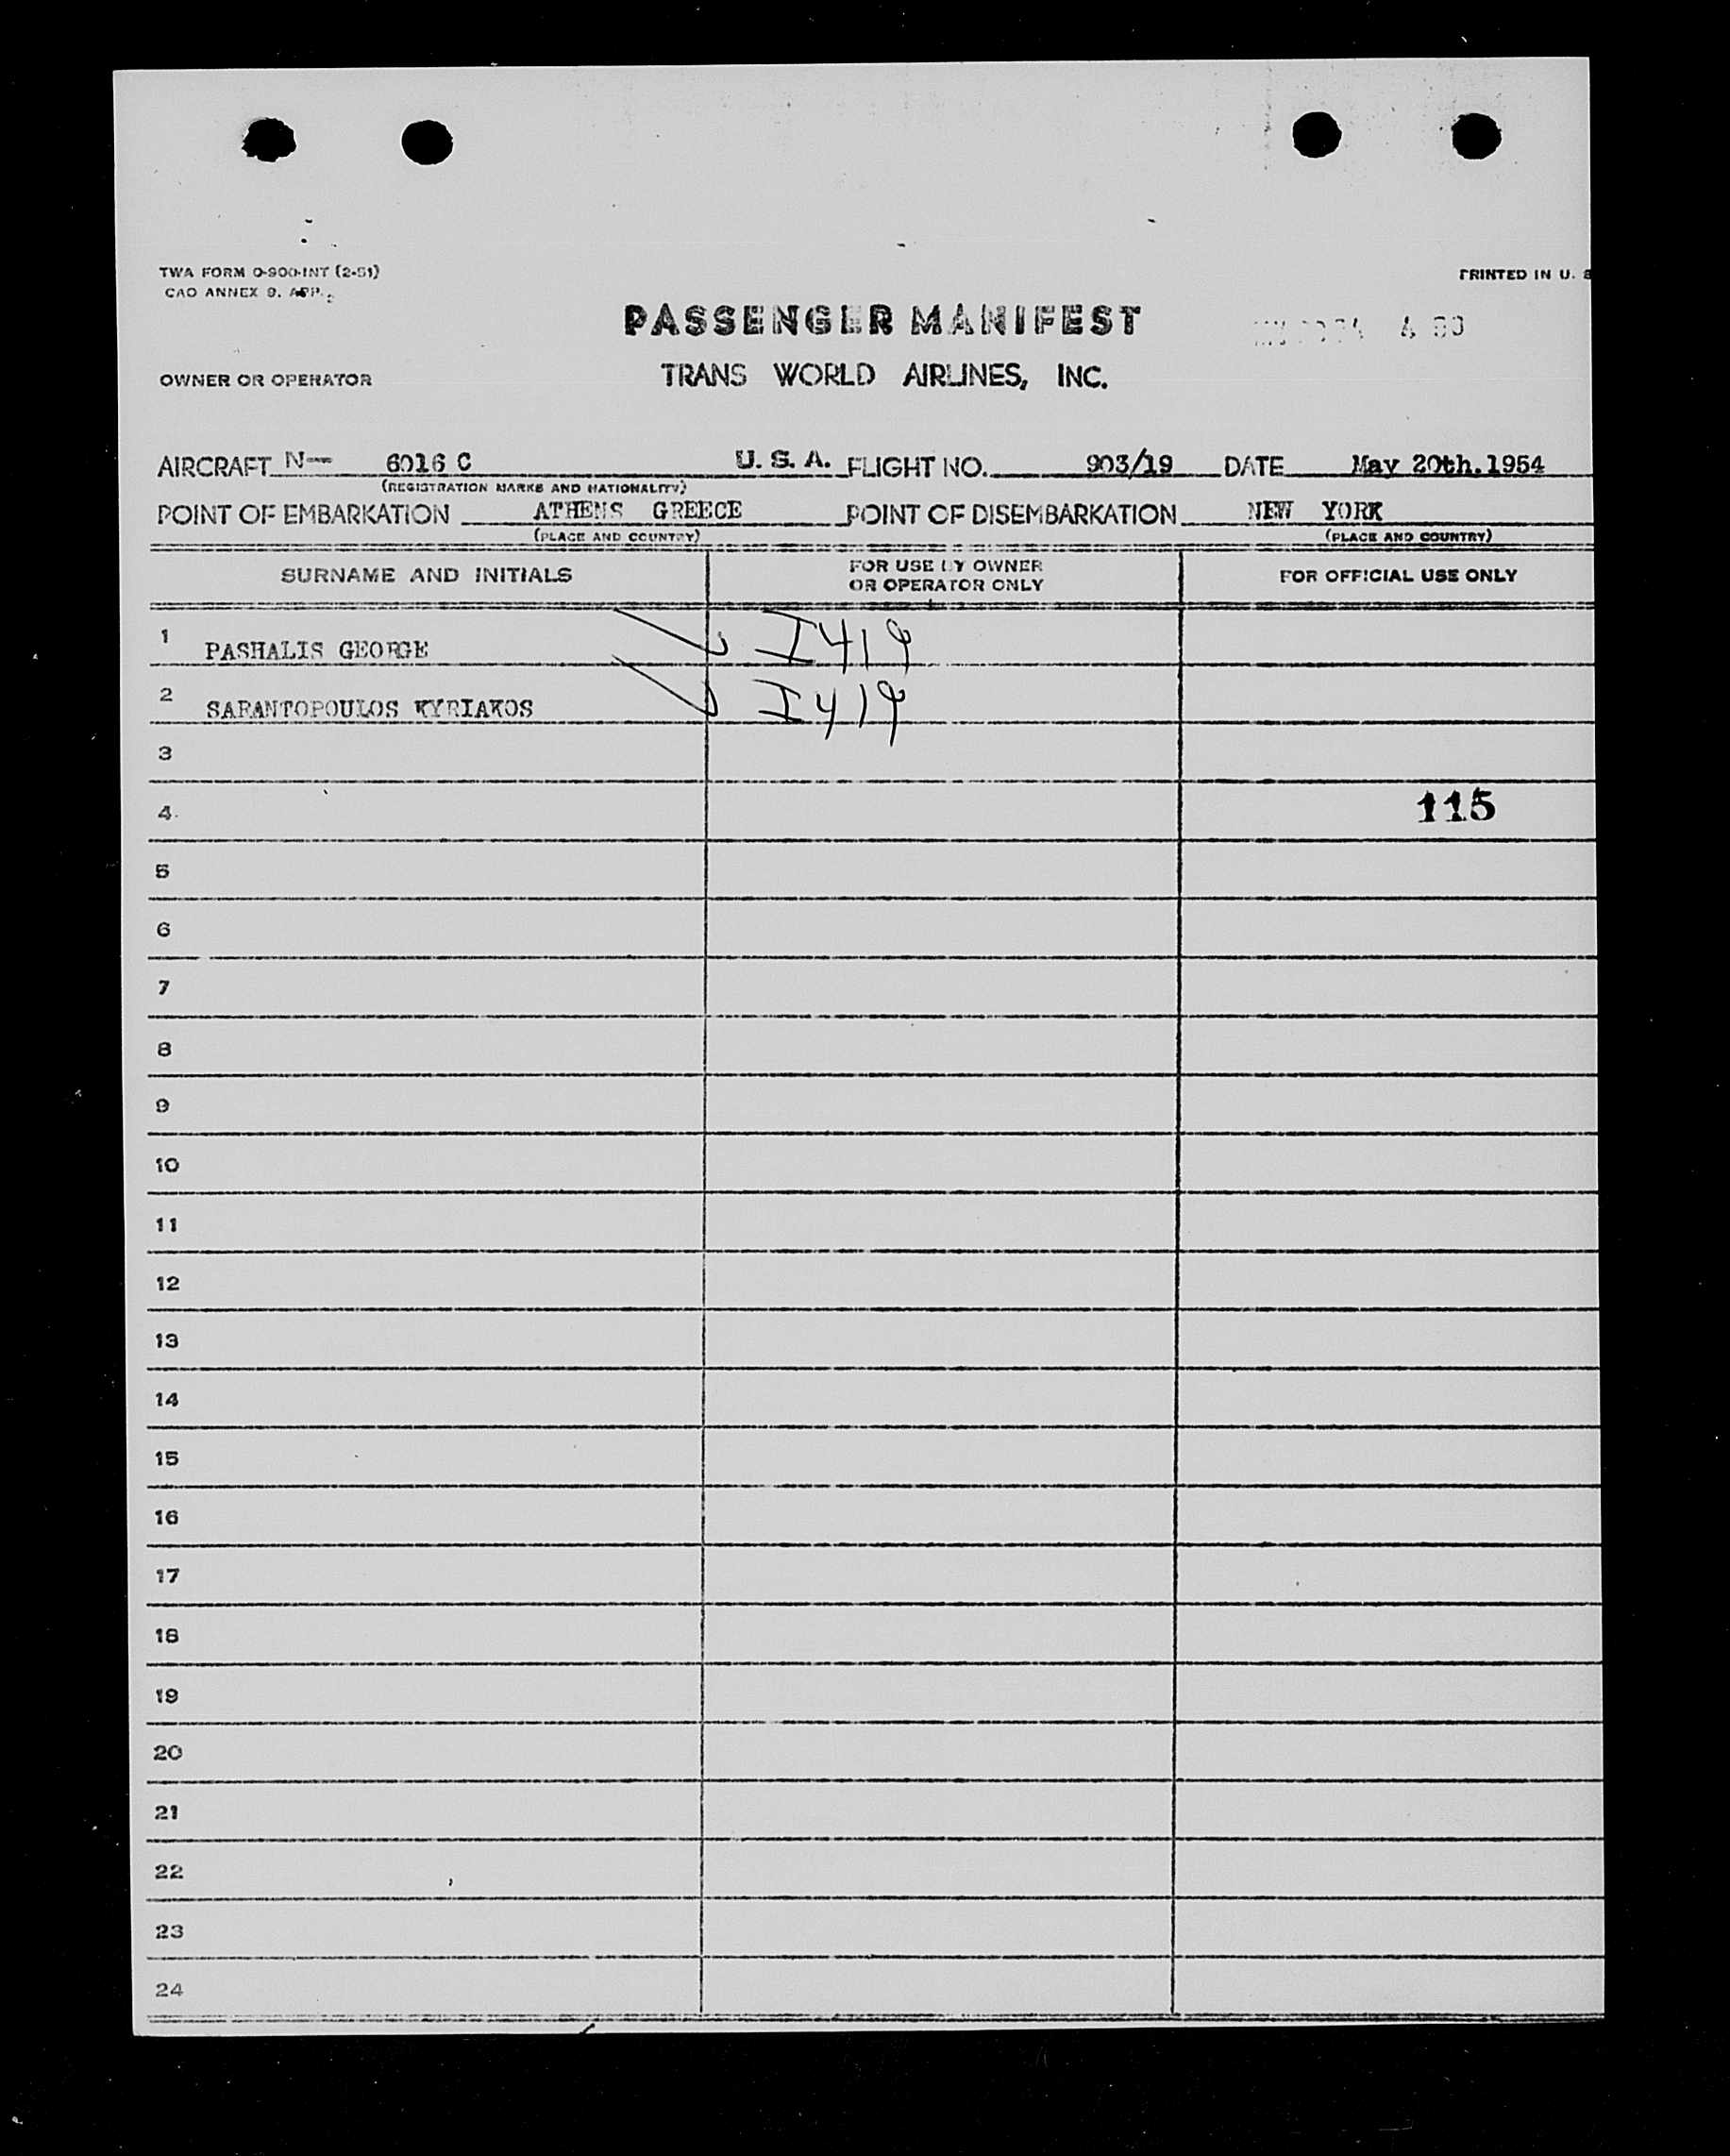 TWA FORM O-900-INT (2-51)
CAO ANNEX 9. APP.
PRINTED IN U. S
PASSENGER MANIFEST
OWNER OR OPERATOR TRANS WORLD AIRLINES, INC.
AIRCRAFT N— 6016 C U. S. A. FLIGHT NO. 903/19 DATE May 20th.1954
(REGISTRATION MARKS AND NATIONALITY)
POINT OF EMBARKATION ATHENS GREECE POINT OF DISEMBARKATION NEW YORK
(PLACE AND COUNTRY) (PLACE AND COUNTRY)
SURNAME AND INITIALS FOR USE BY OWNER OR OPERATOR ONLY FOR OFFICIAL USE ONLY
1 PASHALIS GEORGE I419
2 SARANTOPOULOS KYRIAKOS I419
3
4 115
5
6
7
8
9
10
11
12
13
14
15
16
17
18
19
20
21
22
23
24